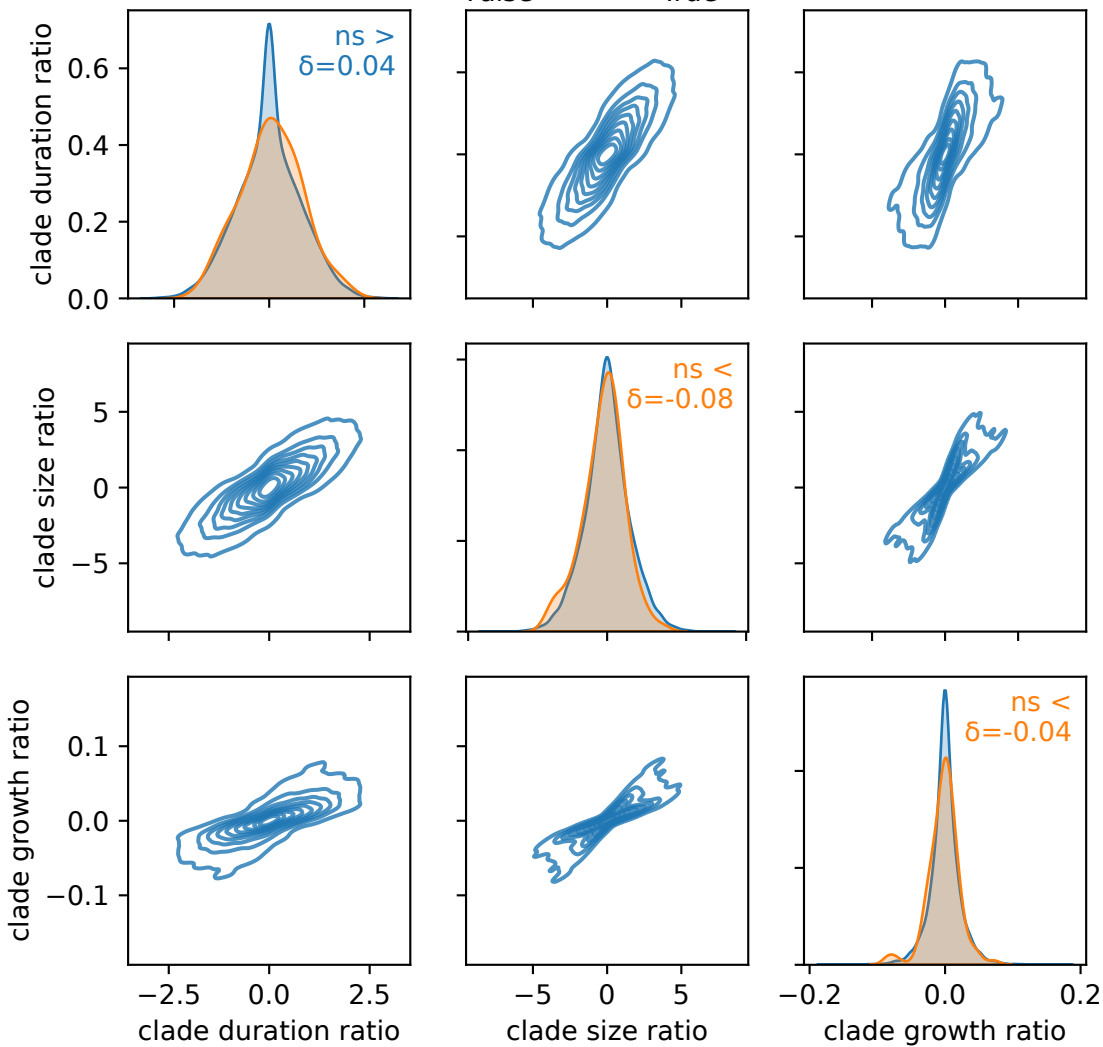 clade duration ratio
0.6
0.4
0.2
0.0
ns >
δ=0.04
clade size ratio
5
0
−5
ns <
δ=-0.08
clade growth ratio
0.1
0.0
−0.1
ns <
δ=-0.04
−2.5 0.0 2.5
−5 0 5
−0.2 0.0 0.2
clade duration ratio
clade size ratio
clade growth ratio